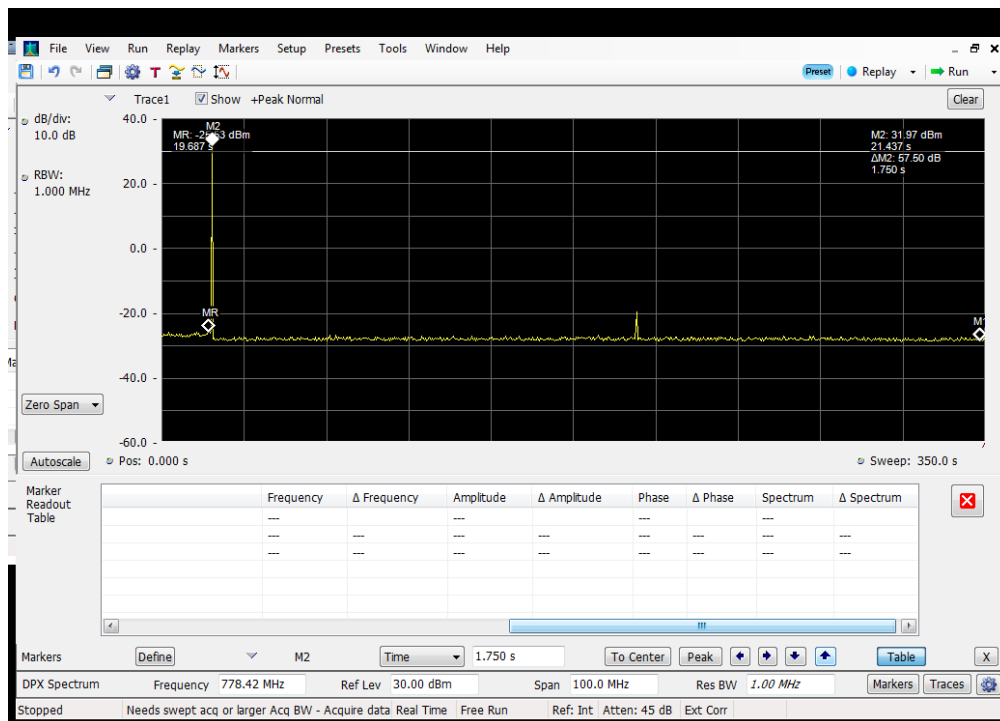 File View Run Replay Markers Setup Presets Tools Window Help
Preset Replay Run
Trace1 Show +Peak Normal Clear
dB/div:
10.0 dB
RBW:
1.000 MHz
40.0
20.0
0.0
-20.0
-40.0
-60.0
M2
dBm
19.687 s
M2: 31.97 dBm
21.437 s
ΔM2: 57.50 dB
1.750 s
MR
Zero Span
Autoscale Pos: 0.000 s Sweep: 350.0 s
Marker
Readout
Table
Frequency Δ Frequency Amplitude Δ Amplitude Phase Δ Phase Spectrum Δ Spectrum
--- --- --- ---
--- --- --- --- --- --- --- ---
--- --- --- --- --- --- --- ---
Markers Define M2 Time 1.750 s To Center Peak Table X
DPX Spectrum Frequency 778.42 MHz Ref Lev 30.00 dBm Span 100.0 MHz Res BW 1.00 MHz Markers Traces
Stopped Needs swept acq or larger Acq BW - Acquire data Real Time Free Run Ref: Int Atten: 45 dB Ext Corr